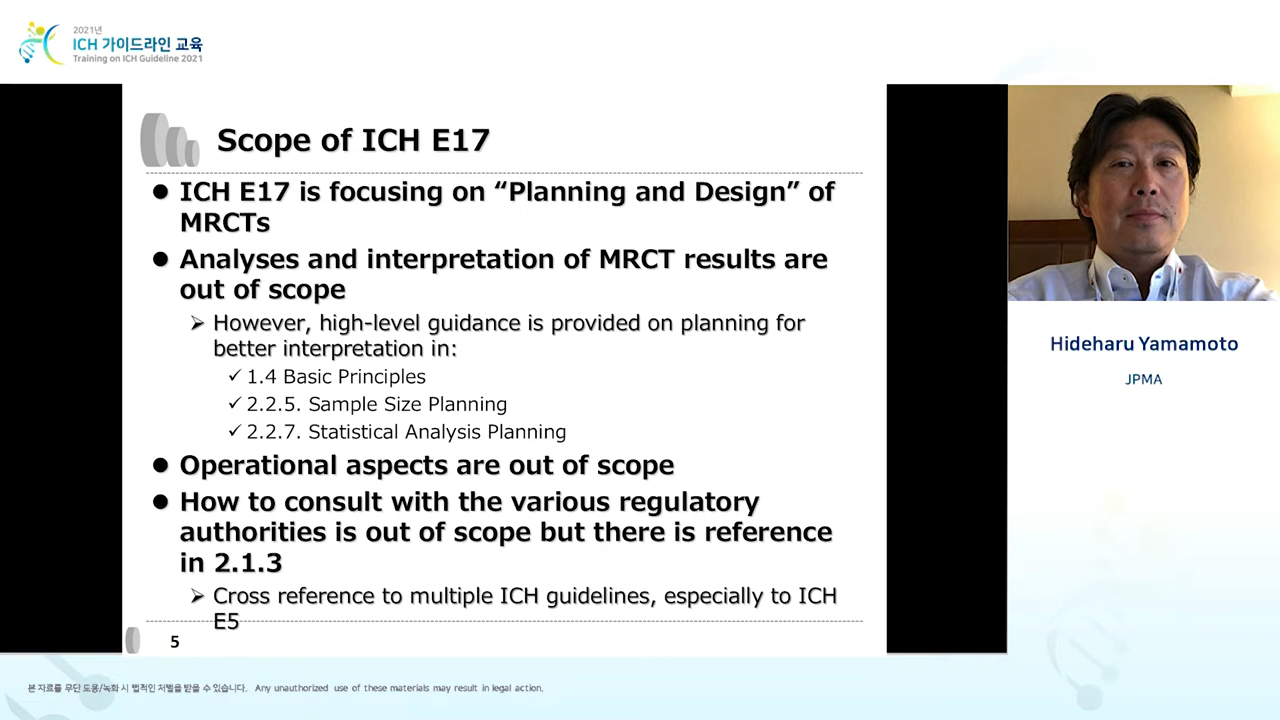 2021년
ICH 가이드라인 교육
Training on ICH Guideline 2021
Scope of ICH E17
● ICH E17 is focusing on “Planning and Design” of
MRCTs
● Analyses and interpretation of MRCT results are
out of scope
➢ However, high-level guidance is provided on planning for
better interpretation in:
✓ 1.4 Basic Principles
✓ 2.2.5. Sample Size Planning
✓ 2.2.7. Statistical Analysis Planning
● Operational aspects are out of scope
● How to consult with the various regulatory
authorities is out of scope but there is reference
in 2.1.3
➢ Cross reference to multiple ICH guidelines, especially to ICH
E5
5
Hideharu Yamamoto
JPMA
본 자료를 무단 도용/녹화 시 법적인 처벌을 받을 수 있습니다. Any unauthorized use of these materials may result in legal action.